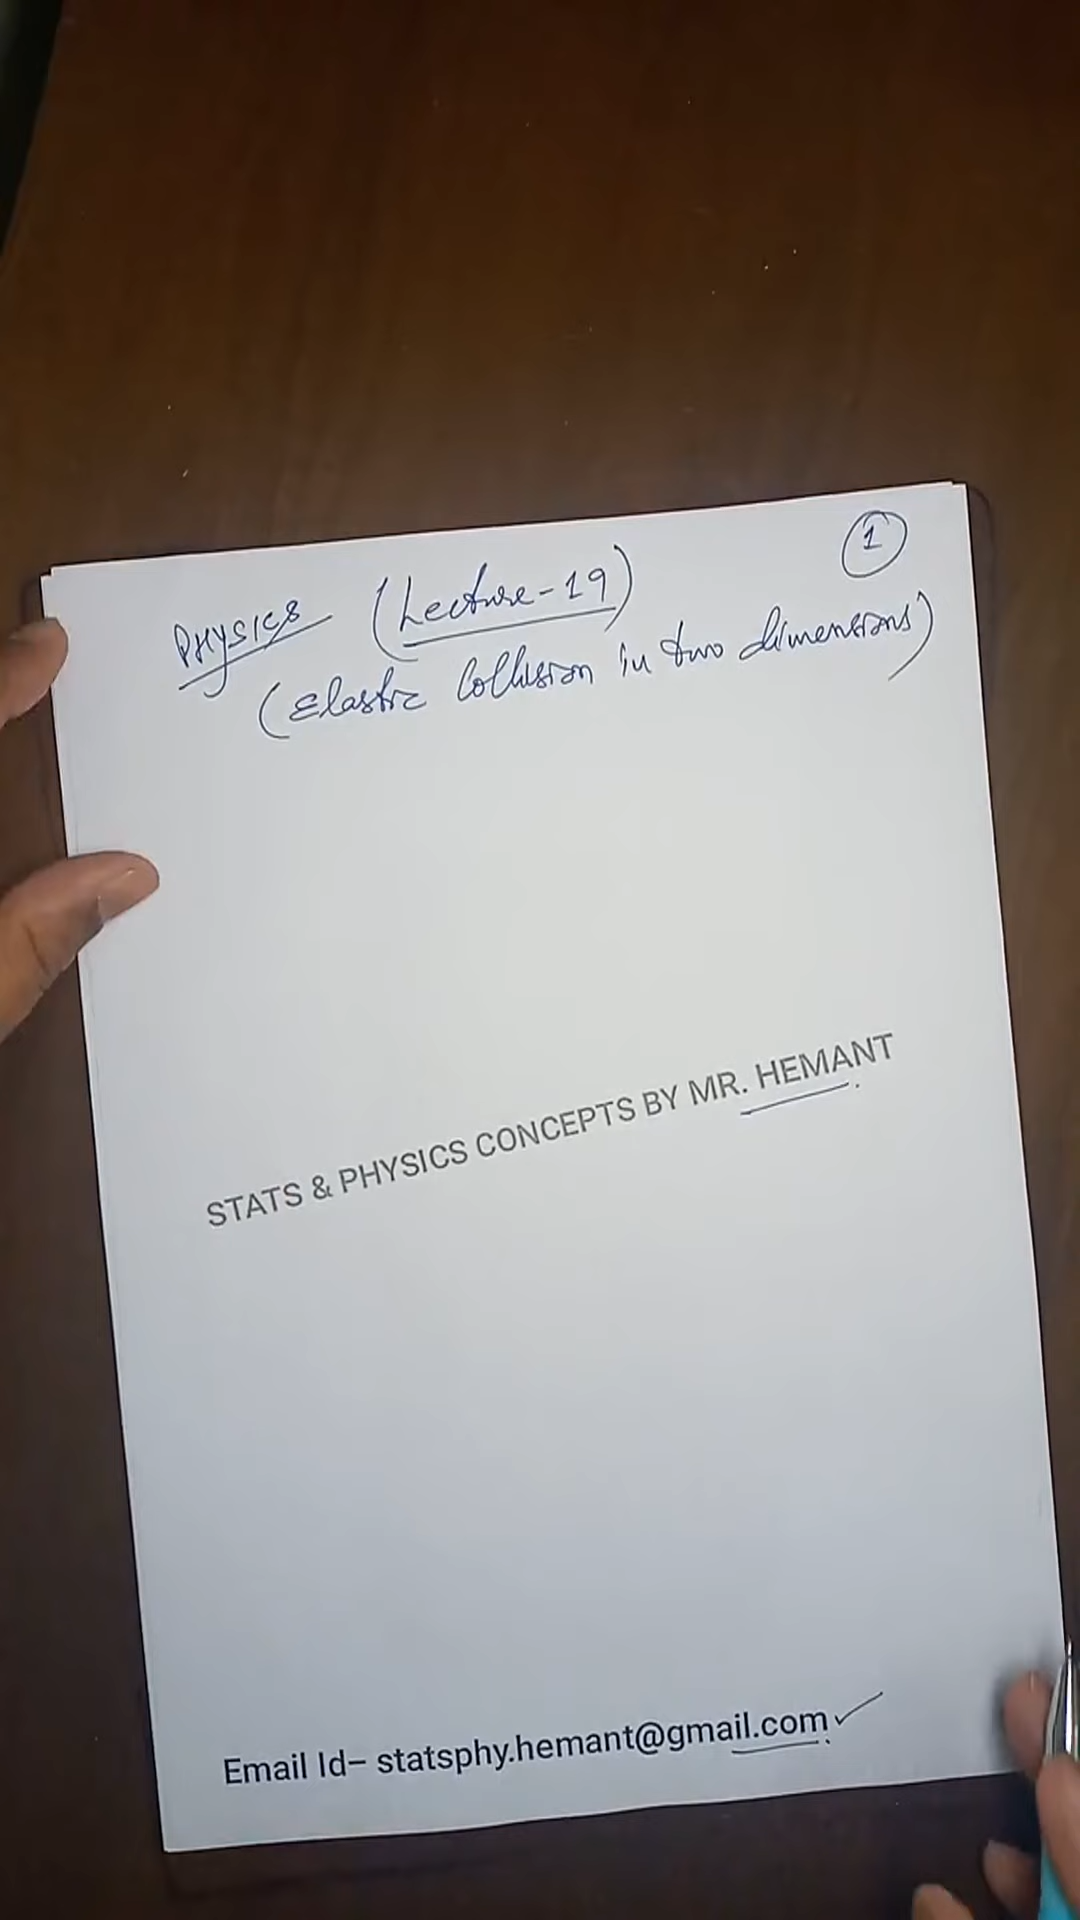 1
PHYSICS (Lecture-19)
(Elastic Collision in two dimensions)
STATS & PHYSICS CONCEPTS BY MR. HEMANT.
Email Id– statsphy.hemant@gmail.com